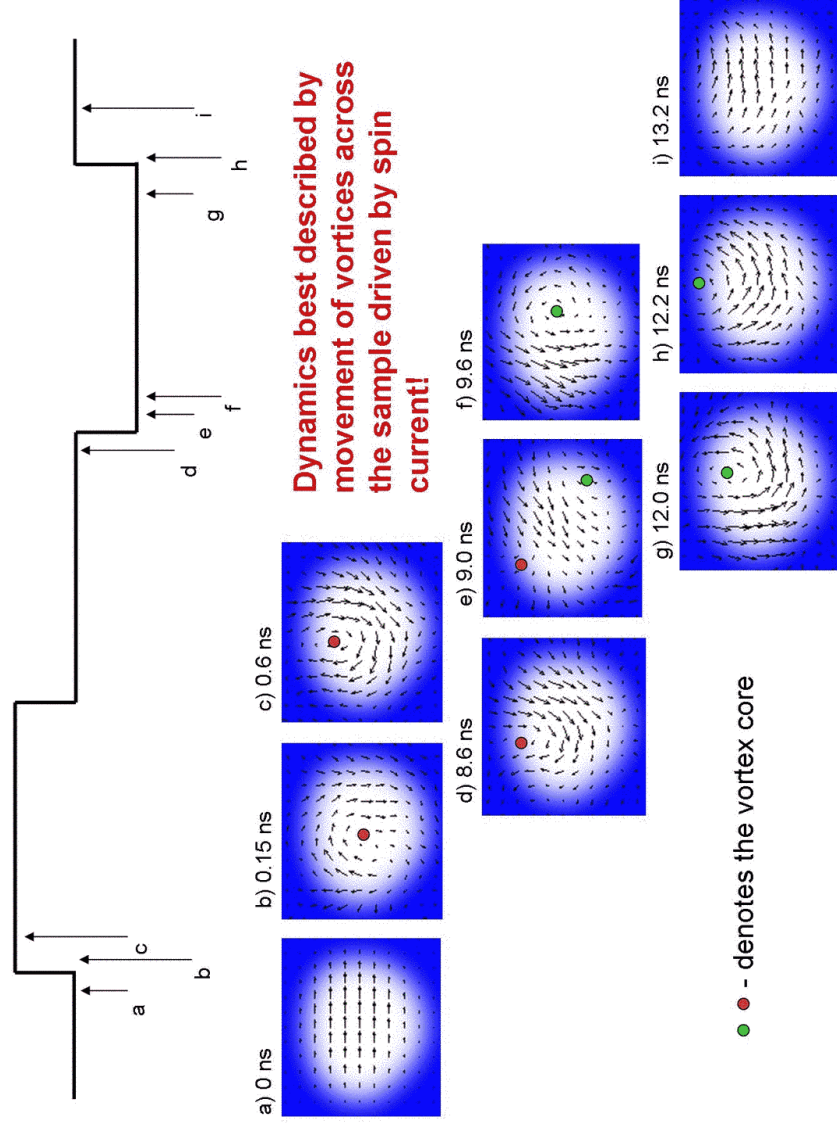 a
b
c
d
e
f
g
h
i
a) 0 ns
b) 0.15 ns
c) 0.6 ns
Dynamics best described by
movement of vortices across
the sample driven by spin
current!
d) 8.6 ns
e) 9.0 ns
f) 9.6 ns
g) 12.0 ns
h) 12.2 ns
i) 13.2 ns
- denotes the vortex core